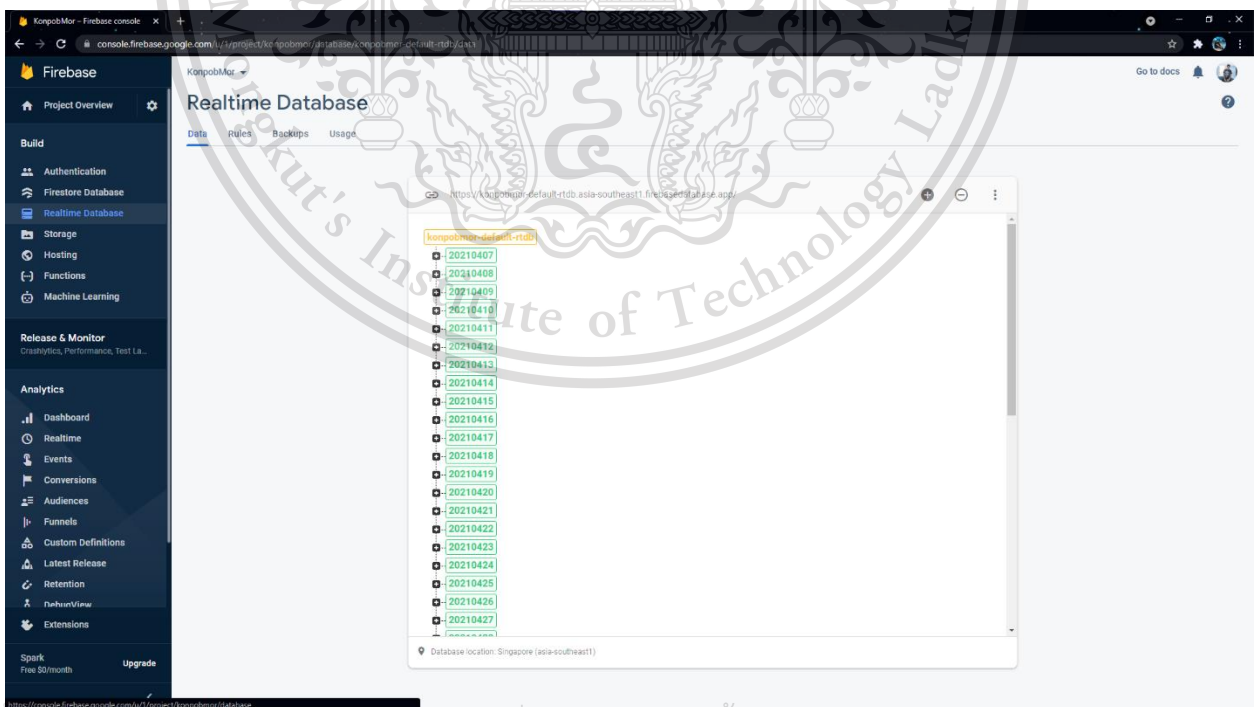 KonpobMor – Firebase console
console.firebase.google.com/u/1/project/konpobmor/database/konpobmor-default-rtdb/data
Firebase
Project Overview
Build
Authentication
Firestore Database
Realtime Database
Storage
Hosting
Functions
Machine Learning
Release & Monitor
Crashlytics, Performance, Test La...
Analytics
Dashboard
Realtime
Events
Conversions
Audiences
Funnels
Custom Definitions
Latest Release
Retention
DebugView
Extensions
Spark
Free $0/month
Upgrade
KonpobMor
Go to docs
Realtime Database
Data Rules Backups Usage
https://konpobmor-default-rtdb.asia-southeast1.firebasedatabase.app/
konpobmor-default-rtdb
20210407
20210408
20210409
20210410
20210411
20210412
20210413
20210414
20210415
20210416
20210417
20210418
20210419
20210420
20210421
20210422
20210423
20210424
20210425
20210426
20210427
Database location: Singapore (asia-southeast1)
https://console.firebase.google.com/u/1/project/konpobmor/database
gkut's Institute of Technology Lad